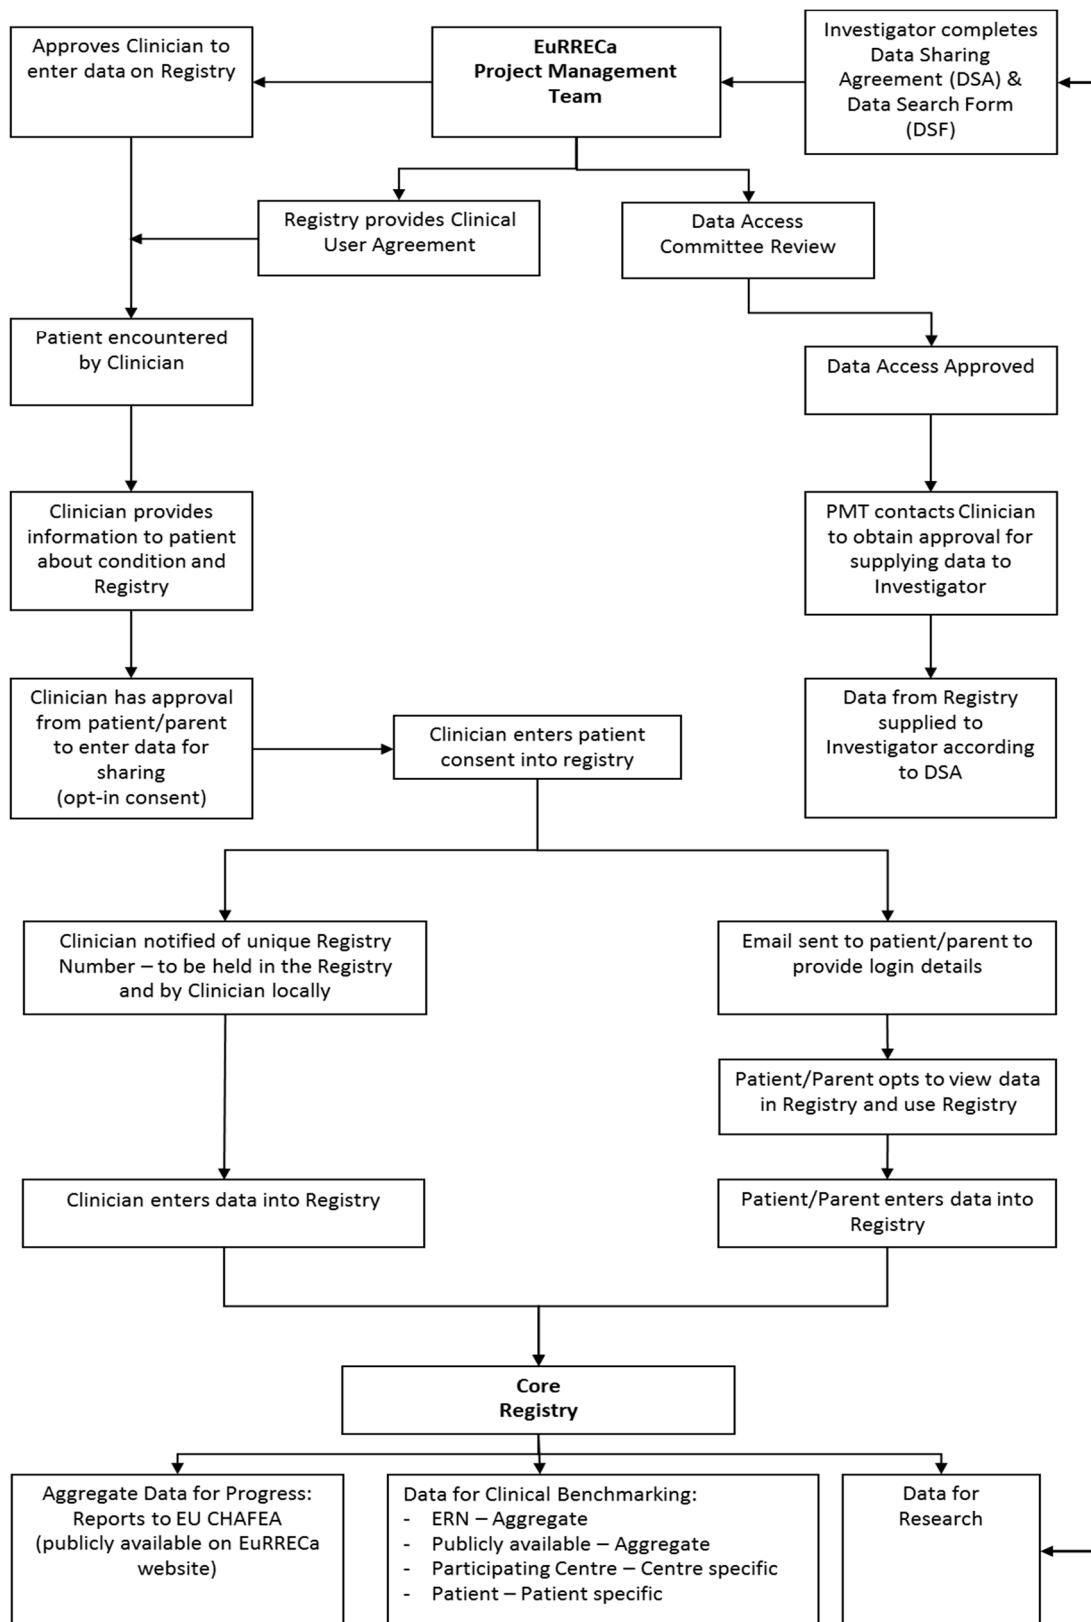 Approves Clinician to
enter data on Registry
EuRRECa
Project Management
Team
Investigator completes
Data Sharing
Agreement (DSA) &
Data Search Form
(DSF)
Registry provides Clinical
User Agreement
Data Access
Committee Review
Patient encountered
by Clinician
Data Access Approved
Clinician provides
information to patient
about condition and
Registry
PMT contacts Clinician
to obtain approval for
supplying data to
Investigator
Clinician has approval
from patient/parent
to enter data for
sharing
(opt-in consent)
Clinician enters patient
consent into registry
Data from Registry
supplied to
Investigator according
to DSA
Clinician notified of unique Registry
Number – to be held in the Registry
and by Clinician locally
Email sent to patient/parent to
provide login details
Patient/Parent opts to view data
in Registry and use Registry
Clinician enters data into Registry
Patient/Parent enters data into
Registry
Core
Registry
Aggregate Data for Progress:
Reports to EU CHAFEA
(publicly available on EuRRECa
website)
Data for Clinical Benchmarking:
- ERN – Aggregate
- Publicly available – Aggregate
- Participating Centre – Centre specific
- Patient – Patient specific
Data for
Research